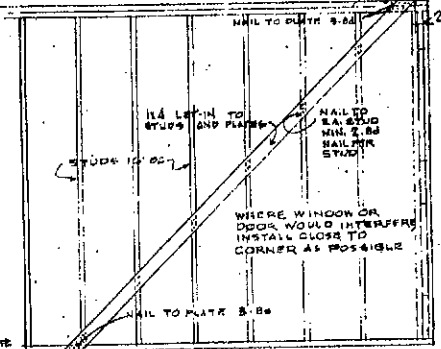 NAIL TO PLATE 3-8d
22
1X4 LET-IN TO
STUDS AND PLATES
NAIL TO
EA. STUD
MIN. 2.8d
NAIL PER
STUD
STUDS 16" OC
WHERE WINDOW OR
DOOR WOULD INTERFERE
INSTALL CLOSE TO
CORNER AS POSSIBLE
NAIL TO PLATE 3-8d